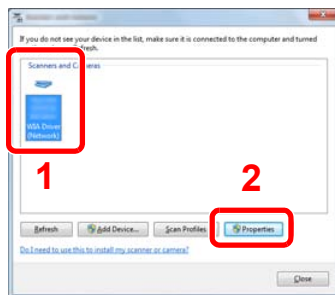 If you do not see your device in the list, make sure it is connected to the computer and turned
Refresh.
Scanners and Cameras
WIA Driver
(Network)
1
2
Refresh
Add Device...
Scan Profiles
Properties
Do I need to use this to install my scanner or camera?
Close